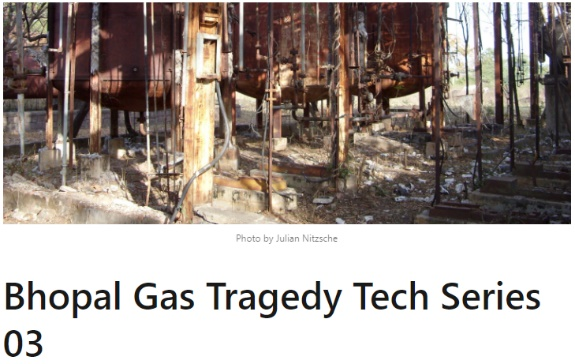 Photo by Julian Nitzsche
Bhopal Gas Tragedy Tech Series
03